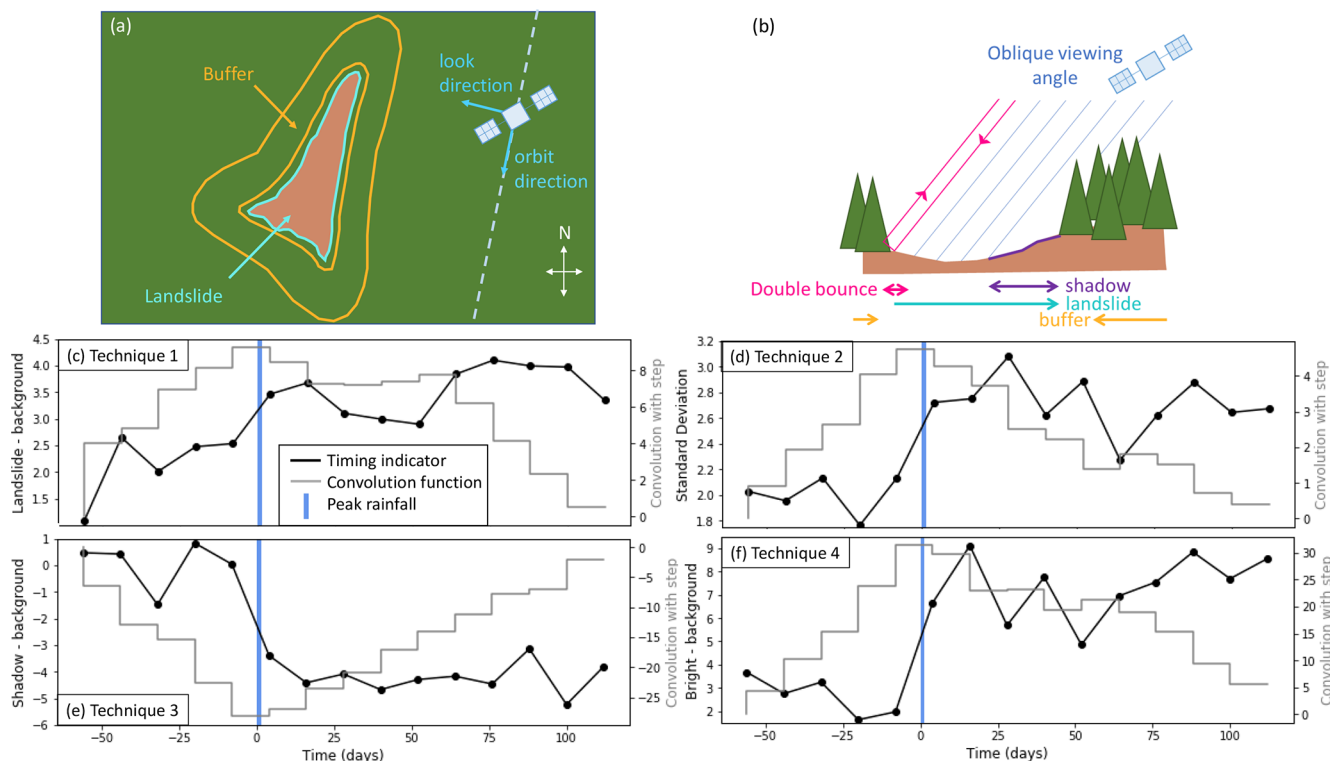 (a)
Buffer
look
direction
orbit
direction
N
Landslide
(b)
Oblique viewing
angle
Double bounce
shadow
landslide
buffer
(c) Technique 1
Landslide - background
4.5
4.0
3.5
3.0
2.5
2.0
1.5
8
6
4
2
0
Convolution with step
Timing indicator
Convolution function
Peak rainfall
(d) Technique 2
Standard Deviation
3.2
3.0
2.8
2.6
2.4
2.2
2.0
1.8
4
3
2
1
0
Convolution with step
(e) Technique 3
Shadow - background
1
0
−1
−2
−3
−4
−5
−6
0
−5
−10
−15
−20
−25
Convolution with step
−50
−25
0
25
50
75
100
Time (days)
(f) Technique 4
Bright - background
9
8
7
6
5
4
3
2
30
25
20
15
10
5
0
Convolution with step
−50
−25
0
25
50
75
100
Time (days)